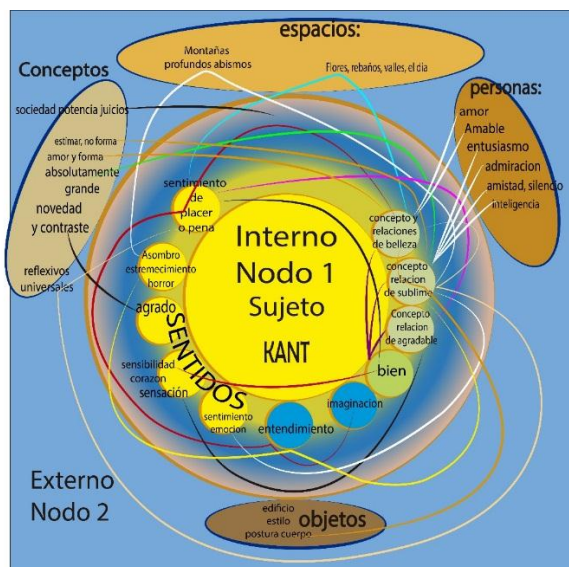 espacios:
Montañas
profundos abismos
Flores, rebaños, valles, el dia
Conceptos
sociedad potencia juicios
estimar, no forma
amor y forma
absolutamente
grande
novedad
y contraste
reflexivos
universales
personas:
amor
Amable
entusiasmo
admiracion
amistad, silendo
inteligencia
sentimiento
de
placer
o pena
Asombro
estremecimiento
horror
agrado
SENTIDOS
sensibilidad
corazon
sensación
sentimiento
emocion
entendimiento
imaginacion
bien
Concepto
relacion
de agradable
concepto
relacion de
sublime
concepto y
relaciones
de belleza
Interno
Nodo 1
Sujeto
KANT
Externo
Nodo 2
edificio
estilo
postura cuerpo
objetos